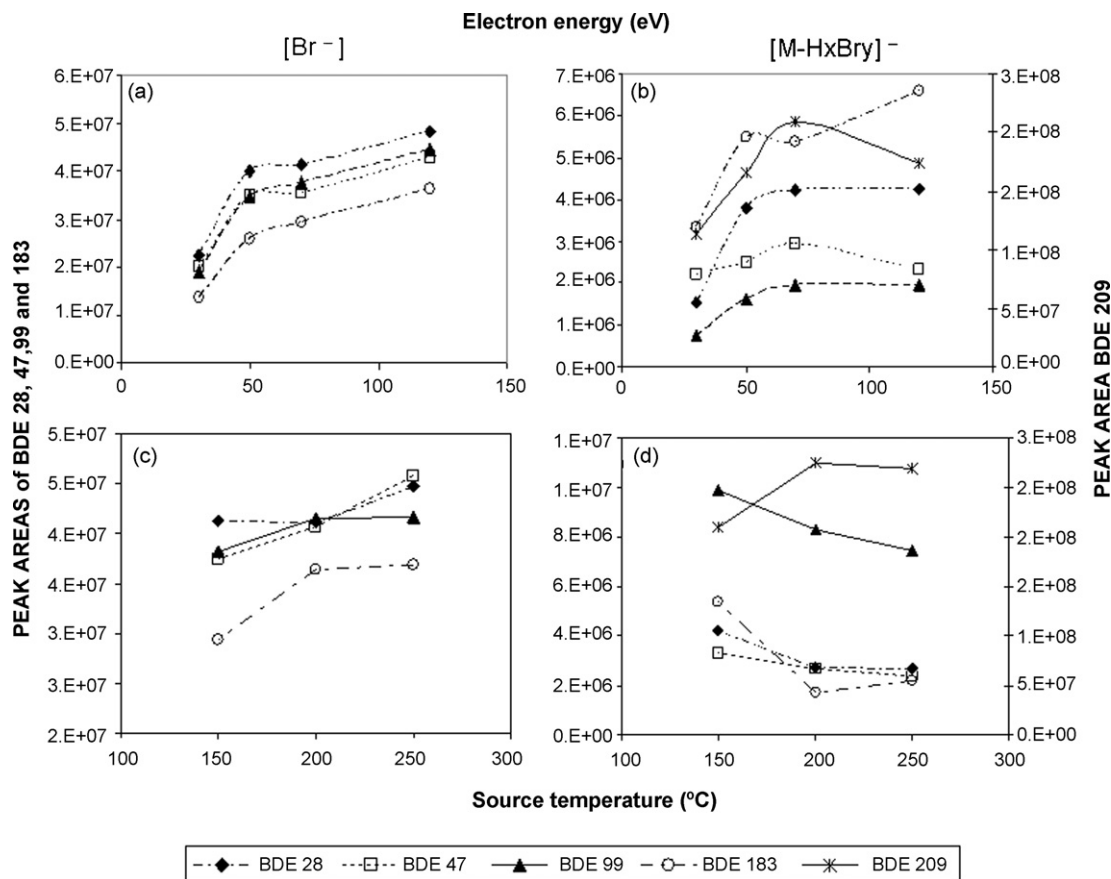 Electron energy (eV)
[Br⁻]
[M-HxBry]⁻
PEAK AREAS of BDE 28, 47,99 and 183
PEAK AREA BDE 209
(a)
6.E+07
5.E+07
4.E+07
3.E+07
2.E+07
1.E+07
0.E+00
0 50 100 150
(b)
7.E+06
6.E+06
5.E+06
4.E+06
3.E+06
2.E+06
1.E+06
0.E+00
3.E+08
2.E+08
2.E+08
1.E+08
5.E+07
0.E+00
0 50 100 150
(c)
5.E+07
5.E+07
4.E+07
4.E+07
3.E+07
3.E+07
2.E+07
100 150 200 250 300
(d)
1.E+07
1.E+07
8.E+06
6.E+06
4.E+06
2.E+06
0.E+00
3.E+08
2.E+08
2.E+08
2.E+08
1.E+08
5.E+07
0.E+00
100 150 200 250 300
Source temperature (ºC)
BDE 28 BDE 47 BDE 99 BDE 183 BDE 209